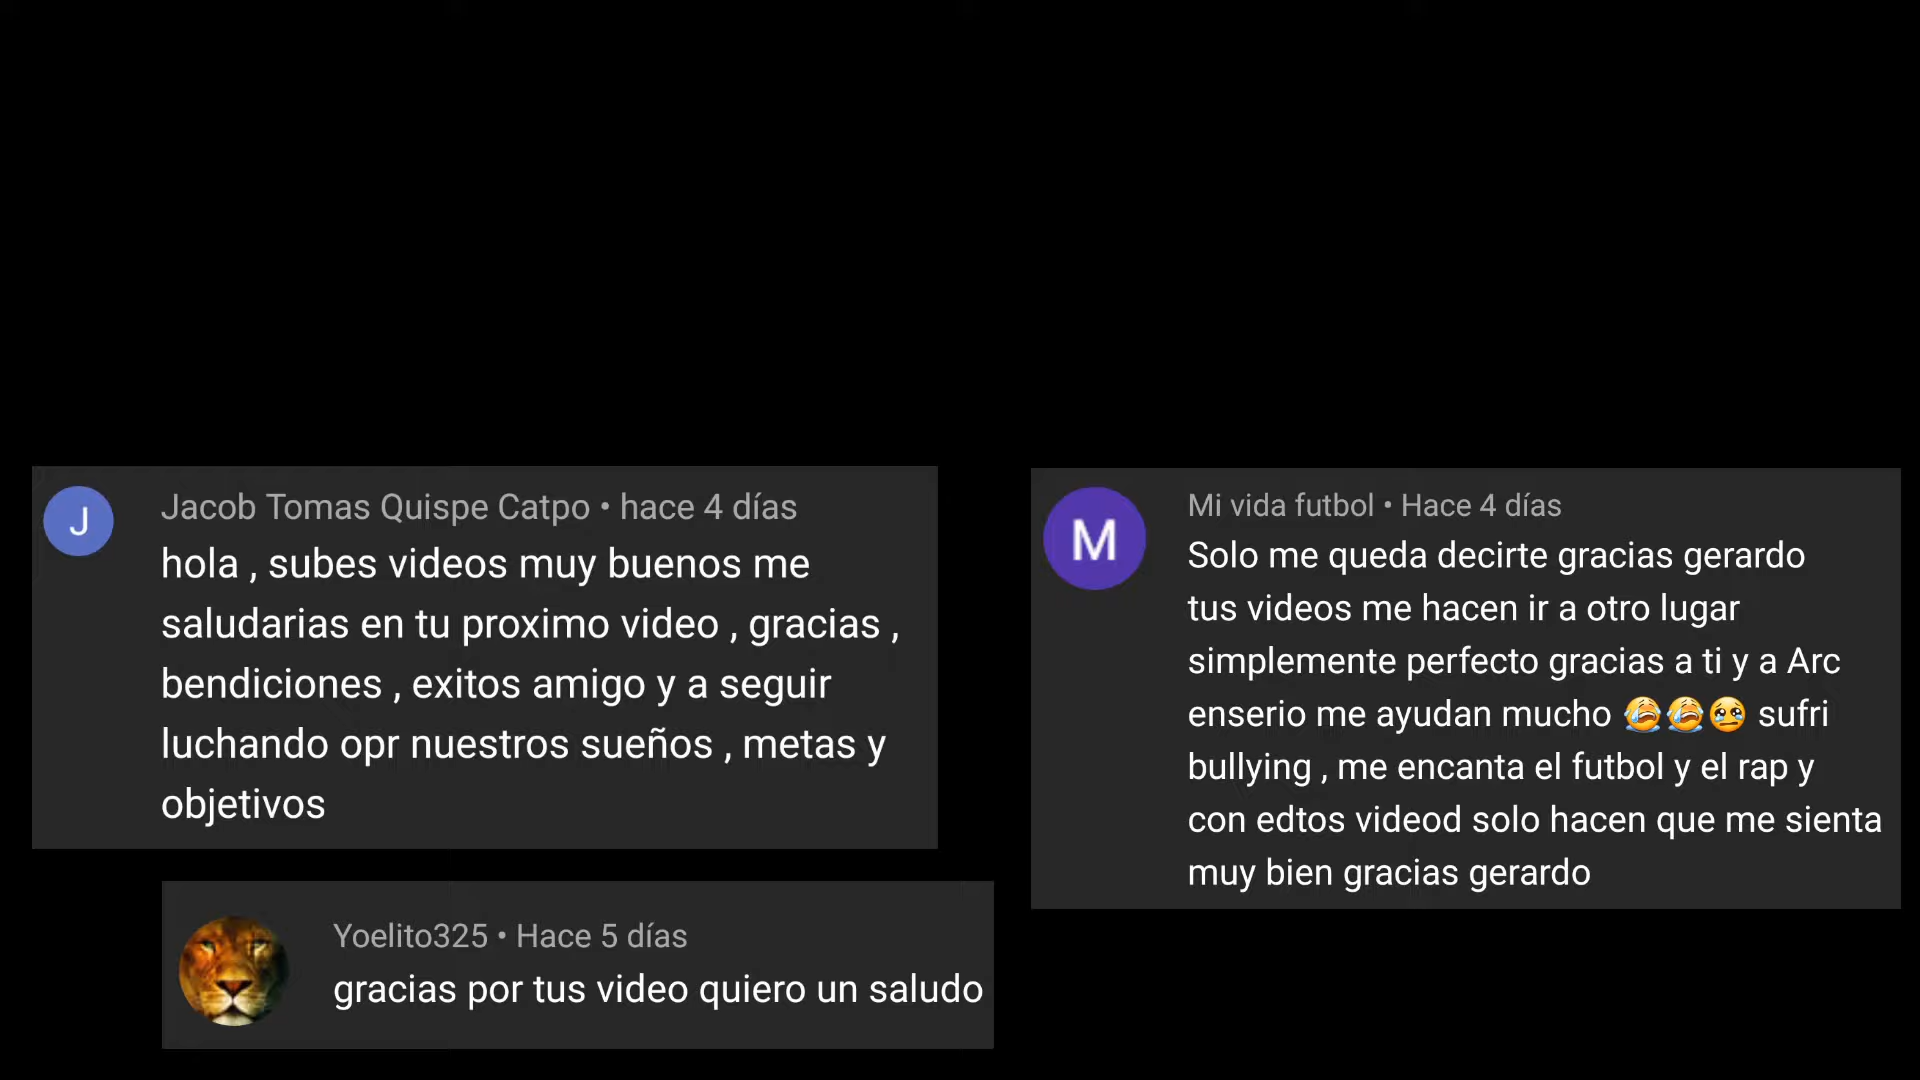 J
Jacob Tomas Quispe Catpo • hace 4 días
hola , subes videos muy buenos me
saludarias en tu proximo video , gracias ,
bendiciones , exitos amigo y a seguir
luchando opr nuestros sueños , metas y
objetivos
Yoelito325 • Hace 5 días
gracias por tus video quiero un saludo
M
Mi vida futbol • Hace 4 días
Solo me queda decirte gracias gerardo
tus videos me hacen ir a otro lugar
simplemente perfecto gracias a ti y a Arc
enserio me ayudan mucho 😭😭😢 sufri
bullying , me encanta el futbol y el rap y
con edtos videod solo hacen que me sienta
muy bien gracias gerardo